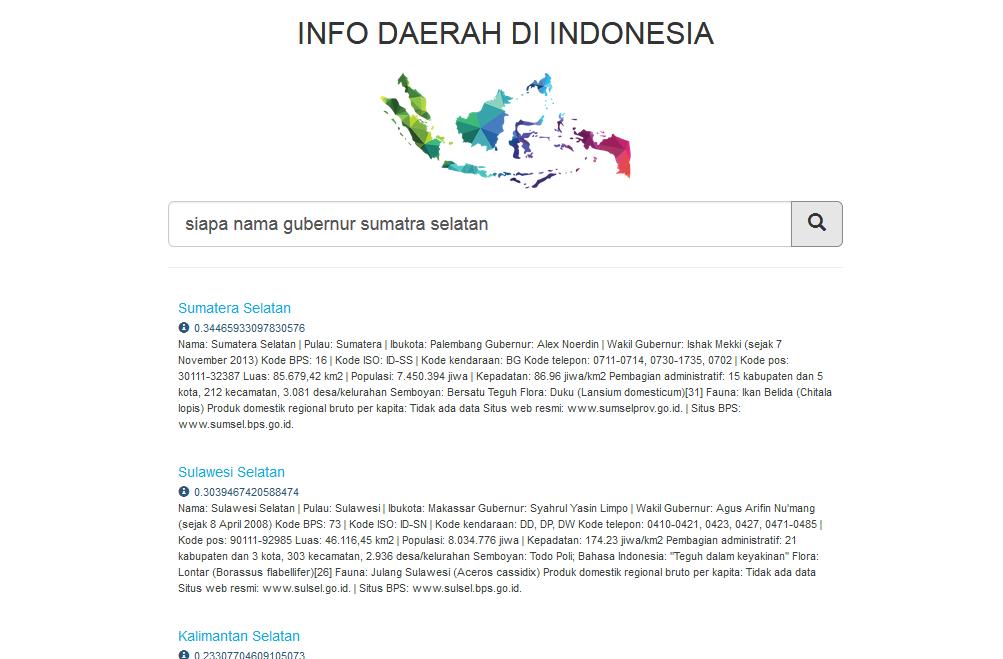 INFO DAERAH DI INDONESIA
siapa nama gubernur sumatra selatan
Sumatera Selatan
0.34465933097830576
Nama: Sumatera Selatan | Pulau: Sumatera | Ibukota: Palembang Gubernur: Alex Noerdin | Wakil Gubernur: Ishak Mekki (sejak 7
November 2013) Kode BPS: 16 | Kode ISO: ID-SS | Kode kendaraan: BG Kode telepon: 0711-0714, 0730-1735, 0702 | Kode pos:
30111-32387 Luas: 85.679,42 km2 | Populasi: 7.450.394 jiwa | Kepadatan: 86.96 jiwa/km2 Pembagian administratif: 15 kabupaten dan 5
kota, 212 kecamatan, 3.081 desa/kelurahan Semboyan: Bersatu Teguh Flora: Duku (Lansium domesticum)[31] Fauna: Ikan Belida (Chitala
lopis) Produk domestik regional bruto per kapita: Tidak ada data Situs web resmi: www.sumselprov.go.id. | Situs BPS:
www.sumsel.bps.go.id.
Sulawesi Selatan
0.3039467420588474
Nama: Sulawesi Selatan | Pulau: Sulawesi | Ibukota: Makassar Gubernur: Syahrul Yasin Limpo | Wakil Gubernur: Agus Arifin Nu'mang
(sejak 8 April 2008) Kode BPS: 73 | Kode ISO: ID-SN | Kode kendaraan: DD, DP, DW Kode telepon: 0410-0421, 0423, 0427, 0471-0485 |
Kode pos: 90111-92985 Luas: 46.116,45 km2 | Populasi: 8.034.776 jiwa | Kepadatan: 174.23 jiwa/km2 Pembagian administratif: 21
kabupaten dan 3 kota, 303 kecamatan, 2.936 desa/kelurahan Semboyan: Todo Poli; Bahasa Indonesia: "Teguh dalam keyakinan" Flora:
Lontar (Borassus flabellifer)[26] Fauna: Julang Sulawesi (Aceros cassidix) Produk domestik regional bruto per kapita: Tidak ada data
Situs web resmi: www.sulsel.go.id. | Situs BPS: www.sulsel.bps.go.id.
Kalimantan Selatan
0.23307704609105073